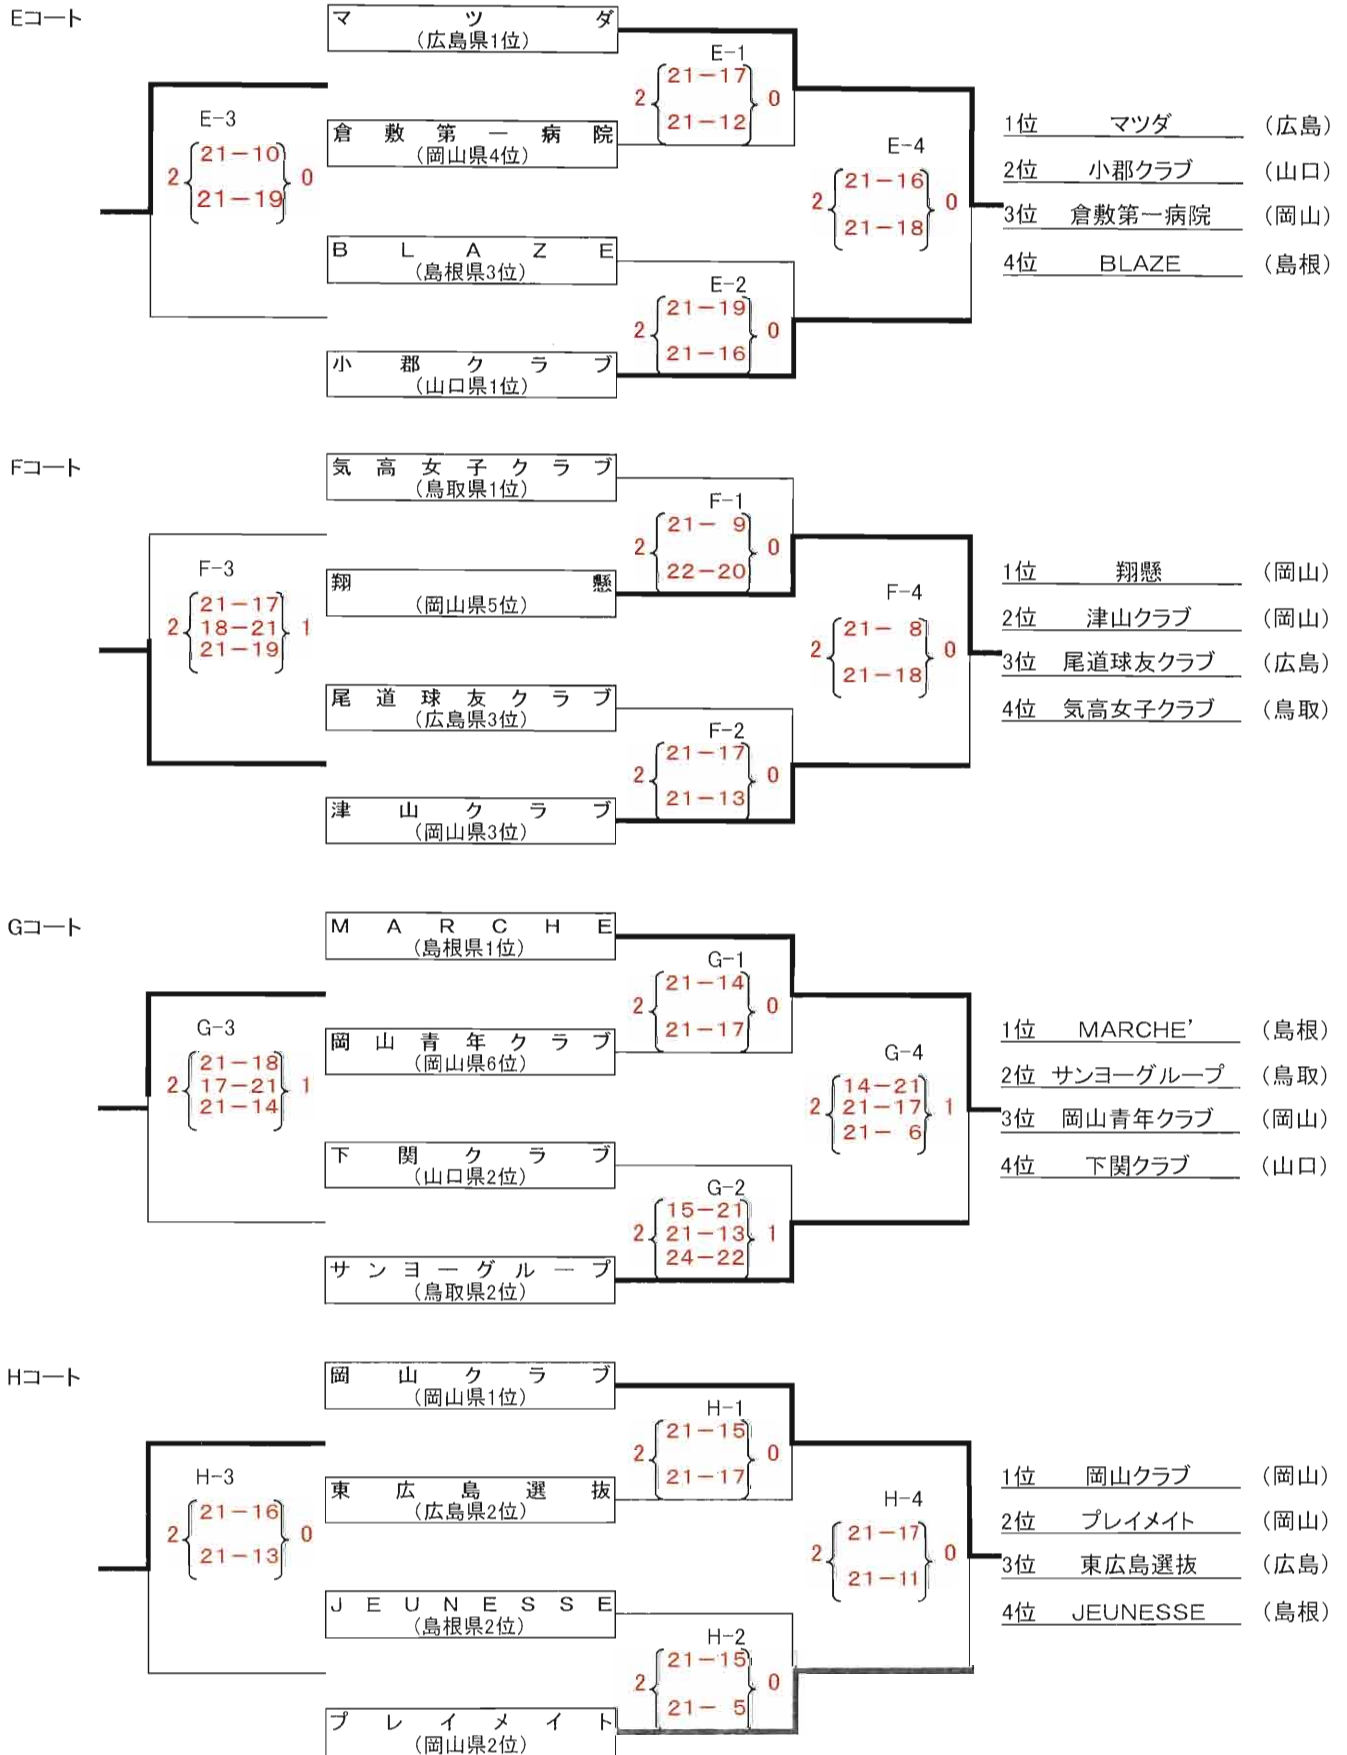 Eコート
マツダ
(広島県1位)
E-1
21-17
2 0
21-12
E-3
21-10
2 0
21-19
倉敷第一病院
(岡山県4位)
E-4
21-16
2 0
21-18
BLAZE
(島根県3位)
E-2
21-19
2 0
21-16
小郡クラブ
(山口県1位)
1位 マツダ (広島)
2位 小郡クラブ (山口)
3位 倉敷第一病院 (岡山)
4位 BLAZE (島根)
Fコート
気高女子クラブ
(鳥取県1位)
F-1
21- 9
2 0
22-20
F-3
21-17
2 18-21 1
21-19
翔懸
(岡山県5位)
F-4
21- 8
2 0
21-18
尾道球友クラブ
(広島県3位)
F-2
21-17
2 0
21-13
津山クラブ
(岡山県3位)
1位 翔懸 (岡山)
2位 津山クラブ (岡山)
3位 尾道球友クラブ (広島)
4位 気高女子クラブ (鳥取)
Gコート
MARCHE
(島根県1位)
G-1
21-14
2 0
21-17
G-3
21-18
2 17-21 1
21-14
岡山青年クラブ
(岡山県6位)
G-4
14-21
2 21-17 1
21- 6
下関クラブ
(山口県2位)
G-2
15-21
2 21-13 1
24-22
サンヨーグループ
(鳥取県2位)
1位 MARCHE’ (島根)
2位 サンヨーグループ (鳥取)
3位 岡山青年クラブ (岡山)
4位 下関クラブ (山口)
Hコート
岡山クラブ
(岡山県1位)
H-1
21-15
2 0
21-17
H-3
21-16
2 0
21-13
東広島選抜
(広島県2位)
H-4
21-17
2 0
21-11
JEUNESSE
(島根県2位)
H-2
21-15
2 0
21- 5
プレイメイト
(岡山県2位)
1位 岡山クラブ (岡山)
2位 プレイメイト (岡山)
3位 東広島選抜 (広島)
4位 JEUNESSE (島根)